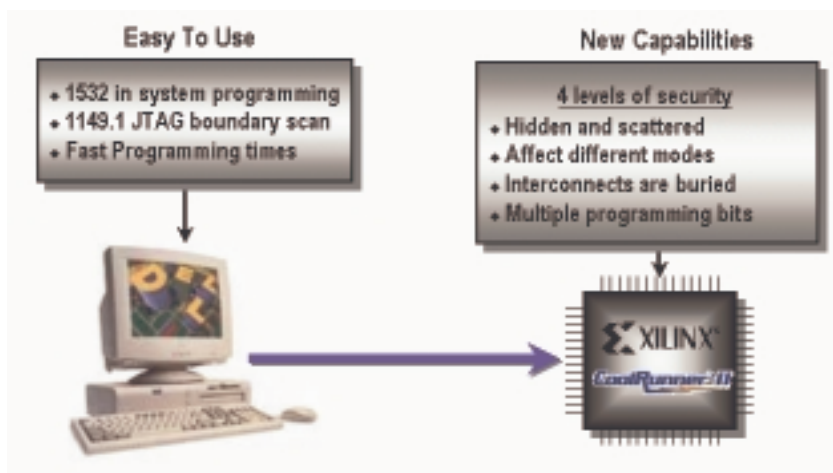 Easy To Use
1532 in system programming
1149.1 JTAG boundary scan
Fast Programming times
New Capabilities
4 levels of security
Hidden and scattered
Affect different modes
Interconnects are buried
Multiple programming bits
DELL
XILINX
CoolRunner-II